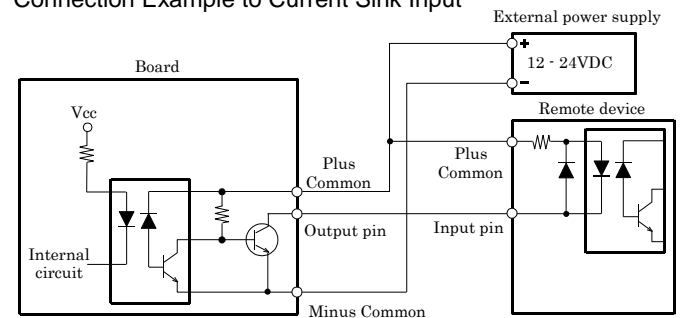 Connection Example to Current Sink Input
External power supply
+
12 - 24VDC
-
Board
Remote device
Vcc
Plus
Common
Plus
Common
Output pin
Input pin
Internal
circuit
Minus Common